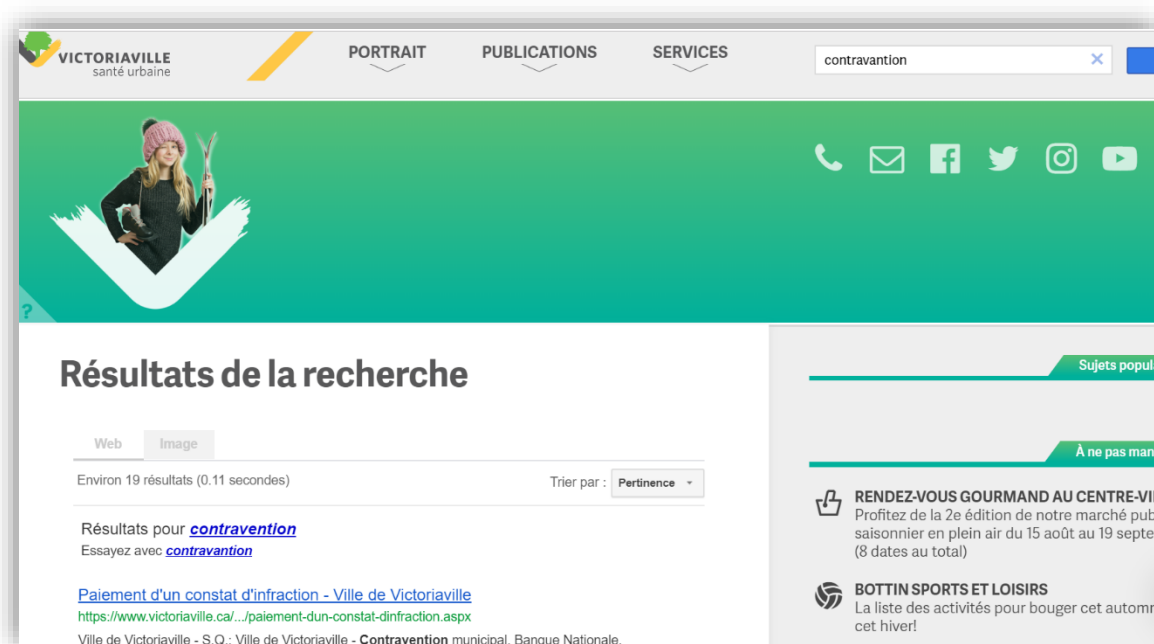 VICTORIAVILLE
santé urbaine
PORTRAIT
PUBLICATIONS
SERVICES
contravantion
?
Résultats de la recherche
Web
Image
Environ 19 résultats (0.11 secondes)
Trier par :
Pertinence
Résultats pour contravention
Essayez avec contravantion
Paiement d'un constat d'infraction - Ville de Victoriaville
https://www.victoriaville.ca/.../paiement-dun-constat-dinfraction.aspx
Ville de Victoriaville - S.Q.; Ville de Victoriaville - Contravention municipal. Banque Nationale.
Sujets popul
À ne pas man
RENDEZ-VOUS GOURMAND AU CENTRE-VI
Profitez de la 2e édition de notre marché pub
saisonnier en plein air du 15 août au 19 septe
(8 dates au total)
BOTTIN SPORTS ET LOISIRS
La liste des activités pour bouger cet automn
cet hiver!